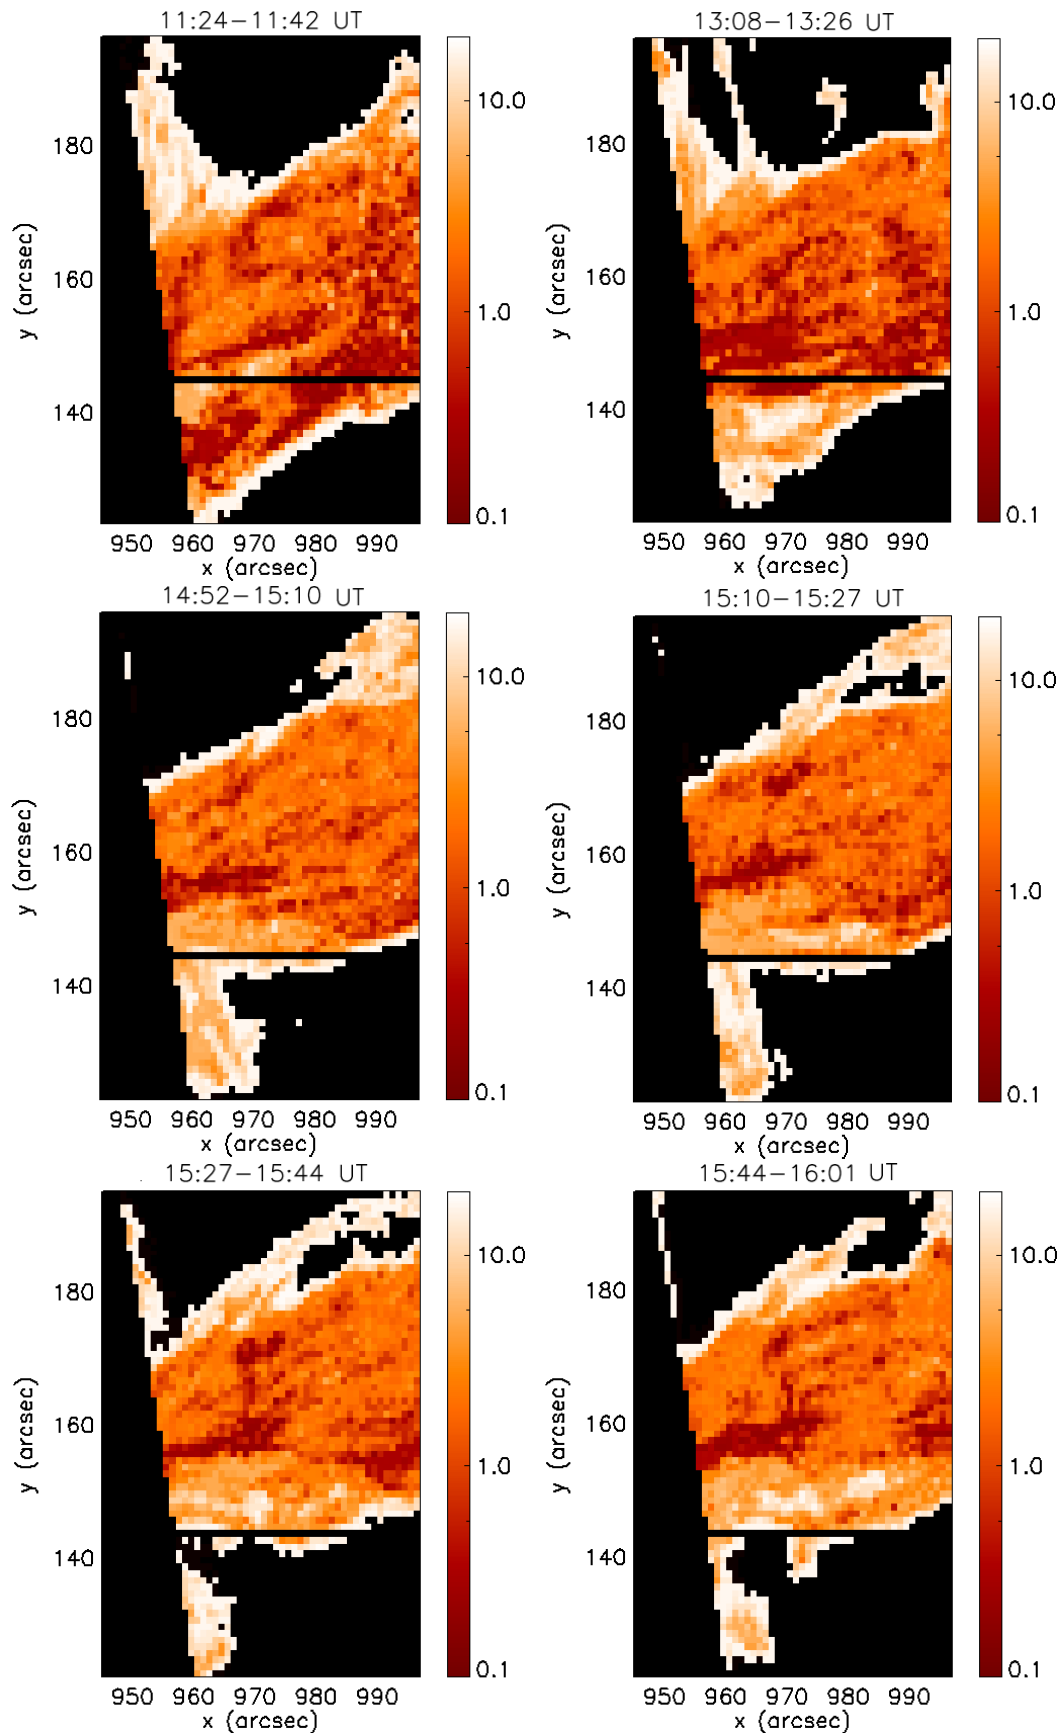 11:24−11:42 UT
13:08−13:26 UT
10.0
1.0
0.1
180
160
140
y (arcsec)
950 960 970 980 990
x (arcsec)
10.0
1.0
0.1
180
160
140
y (arcsec)
950 960 970 980 990
x (arcsec)
14:52−15:10 UT
15:10−15:27 UT
10.0
1.0
0.1
180
160
140
y (arcsec)
950 960 970 980 990
x (arcsec)
10.0
1.0
0.1
180
160
140
y (arcsec)
950 960 970 980 990
x (arcsec)
15:27−15:44 UT
15:44−16:01 UT
10.0
1.0
0.1
180
160
140
y (arcsec)
950 960 970 980 990
x (arcsec)
10.0
1.0
0.1
180
160
140
y (arcsec)
950 960 970 980 990
x (arcsec)